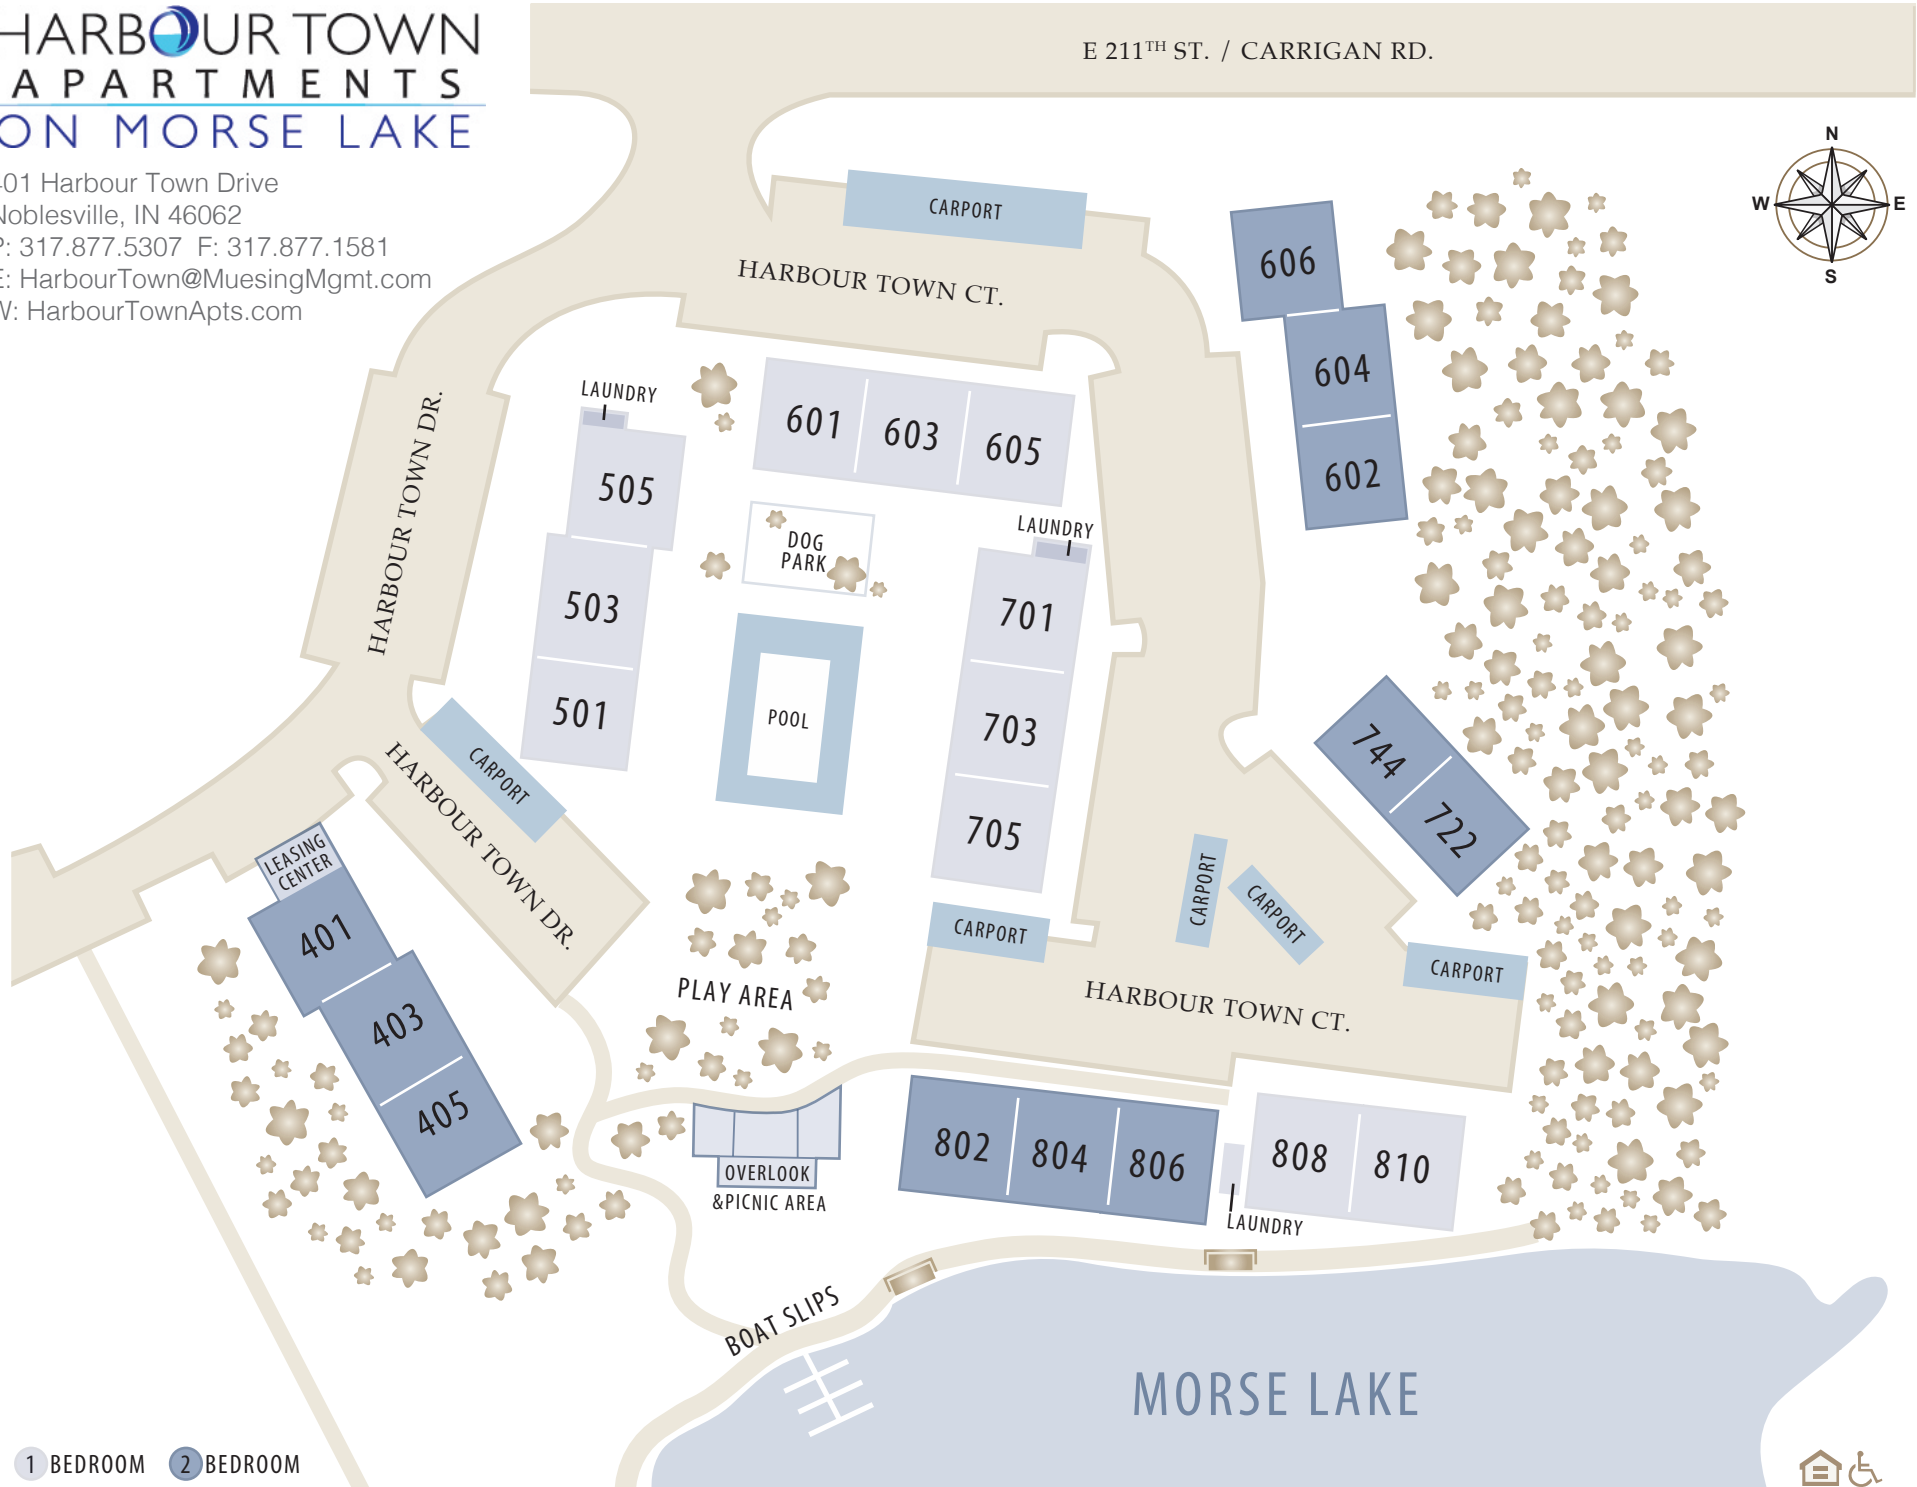 HARBOUR TOWN
APARTMENTS
ON MORSE LAKE
401 Harbour Town Drive
Noblesville, IN 46062
P: 317.877.5307 F: 317.877.1581
E: HarbourTown@MuesingMgmt.com
W: HarbourTownApts.com
E 211TH ST. / CARRIGAN RD.
N
W
E
S
CARPORT
HARBOUR TOWN CT.
606
604
602
LAUNDRY
601
603
605
505
503
501
HARBOUR TOWN DR.
DOG
PARK
LAUNDRY
701
703
705
POOL
CARPORT
HARBOUR TOWN DR.
744
722
LEASING
CENTER
401
403
405
CARPORT
CARPORT
CARPORT
CARPORT
PLAY AREA
HARBOUR TOWN CT.
OVERLOOK
&PICNIC AREA
802
804
806
808
810
LAUNDRY
BOAT SLIPS
MORSE LAKE
1 BEDROOM
2 BEDROOM